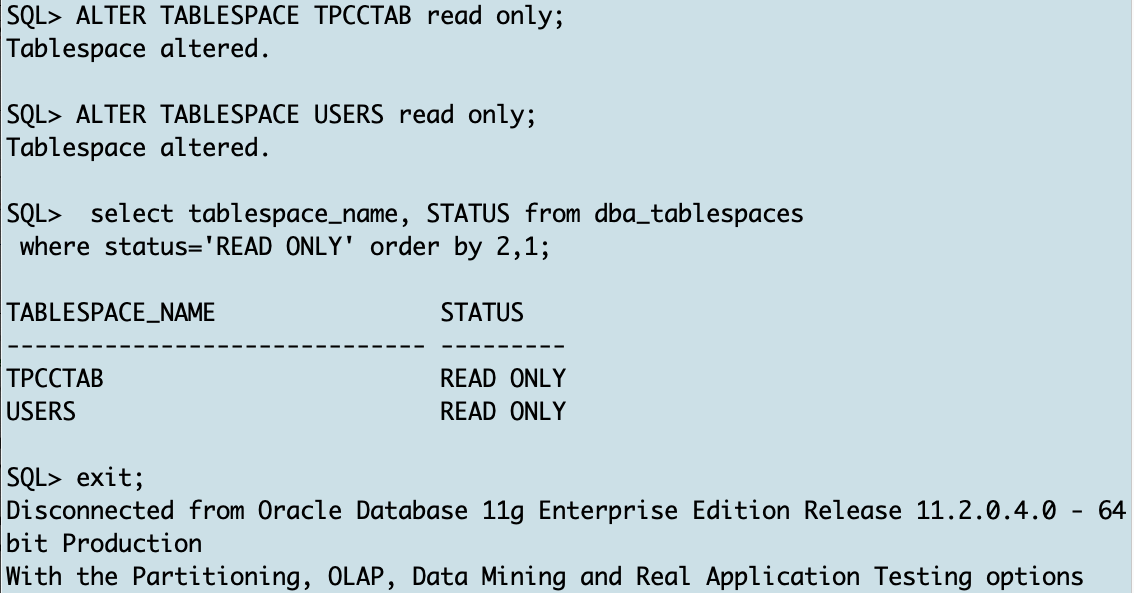 SQL> ALTER TABLESPACE TPCCTAB read only;
Tablespace altered.
SQL> ALTER TABLESPACE USERS read only;
Tablespace altered.
SQL>  select tablespace_name, STATUS from dba_tablespaces
 where status='READ ONLY' order by 2,1;
TABLESPACE_NAME                STATUS
------------------------------ ---------
TPCCTAB                        READ ONLY
USERS                          READ ONLY
SQL> exit;
Disconnected from Oracle Database 11g Enterprise Edition Release 11.2.0.4.0 - 64
bit Production
With the Partitioning, OLAP, Data Mining and Real Application Testing options